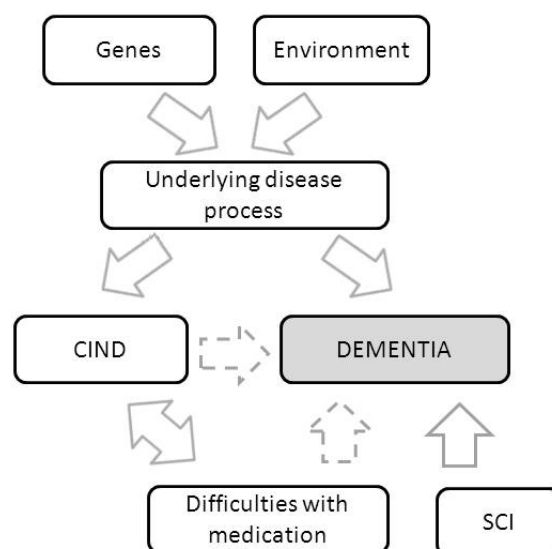 Genes
Environment
Underlying disease
process
CIND
DEMENTIA
Difficulties with
medication
SCI